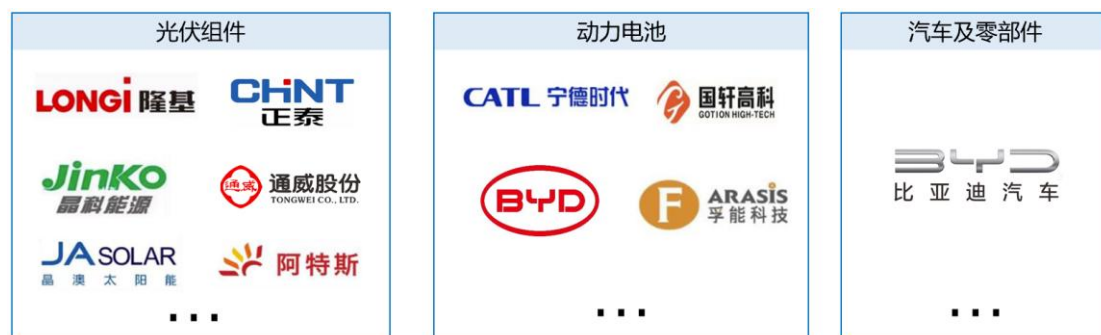 光伏组件
LONGi 隆基
CHiNT
正泰
JinKO
晶科能源
通威
通威股份
TONGWEI CO., LTD.
JA SOLAR
晶澳太阳能
阿特斯
...
动力电池
CATL 宁德时代
国轩高科
GOTION HIGH-TECH
BYD
F ARASiS
孚能科技
...
汽车及零部件
BYD
比亚迪汽车
...